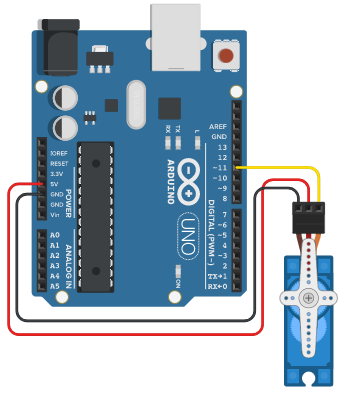 AREF
GND
13
12
~11
~10
~9
8
7
~6
~5
4
~3
2
TX→1
RX←0
DIGITAL (PWM~)
IOREF
RESET
3.3V
5V
GND
GND
Vin
POWER
A0
A1
A2
A3
A4
A5
ANALOG IN
RX
TX
L
ARDUINO
UNO
ON